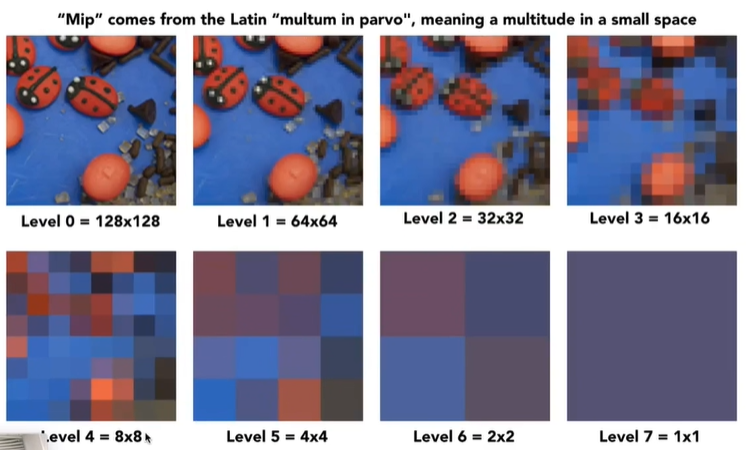 “Mip” comes from the Latin “multum in parvo", meaning a multitude in a small space
Level 0 = 128x128
Level 1 = 64x64
Level 2 = 32x32
Level 3 = 16x16
Level 4 = 8x8
Level 5 = 4x4
Level 6 = 2x2
Level 7 = 1x1